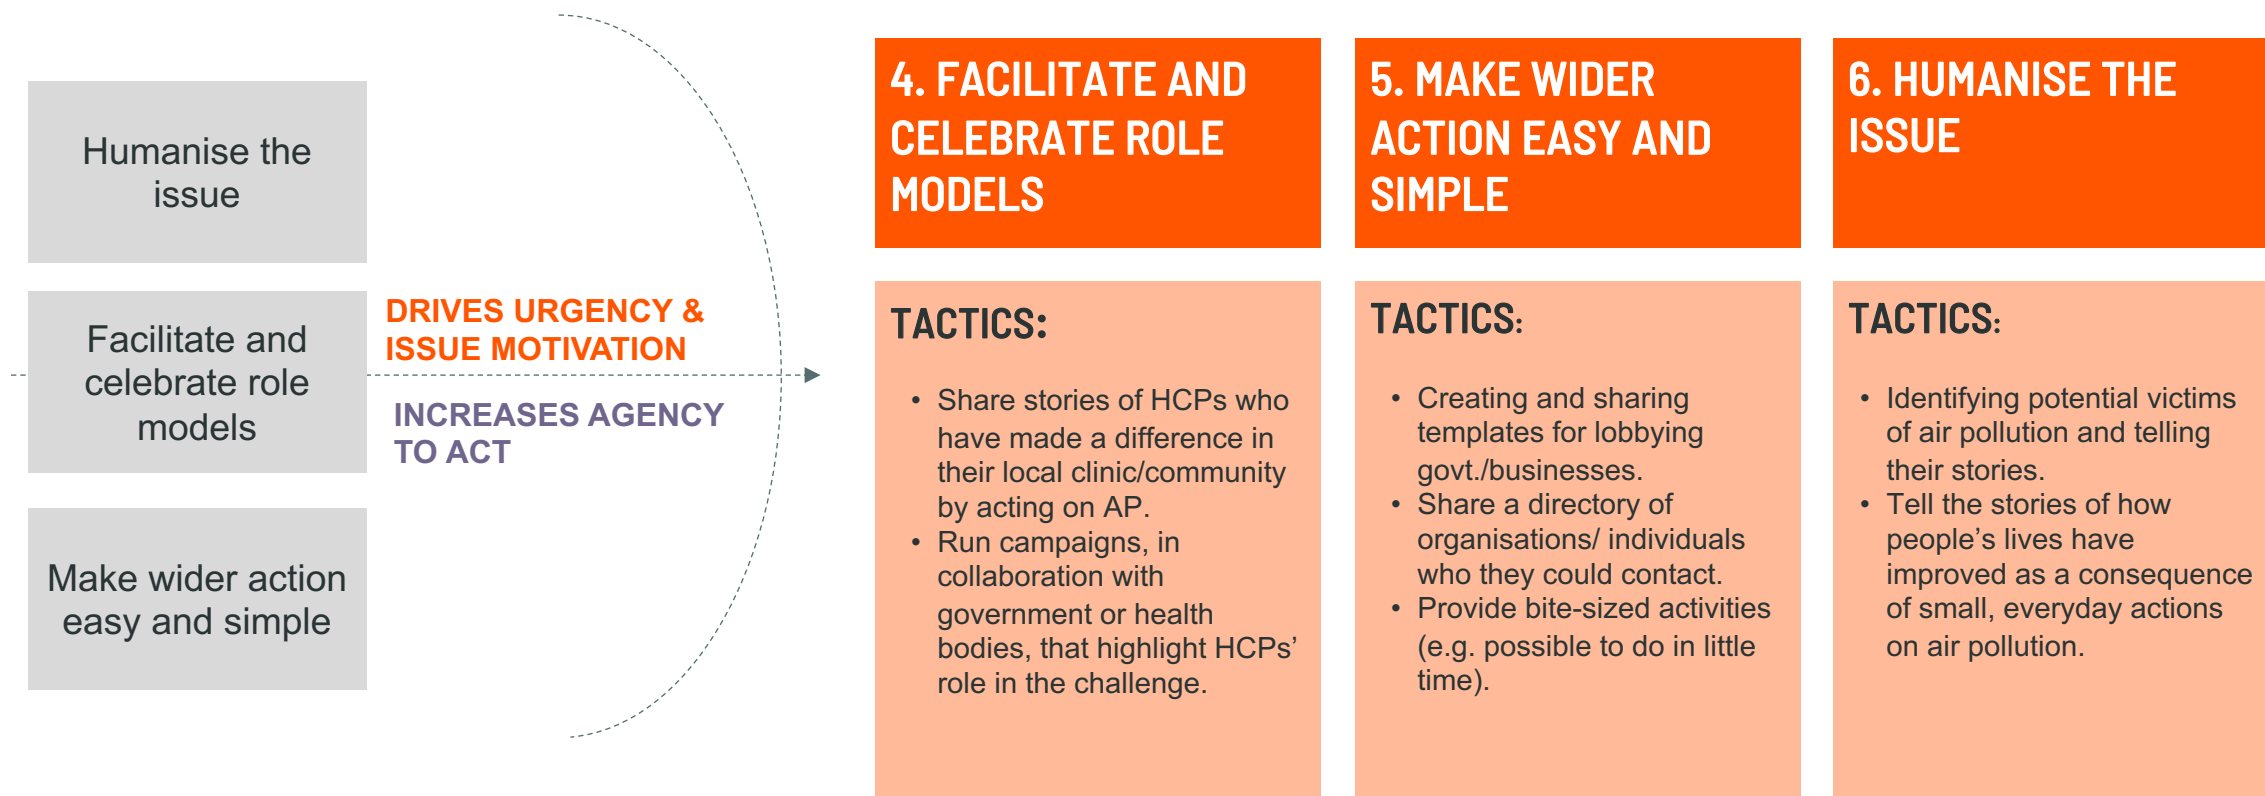 Humanise the
issue
Facilitate and
celebrate role
models
Make wider action
easy and simple
DRIVES URGENCY &
ISSUE MOTIVATION
INCREASES AGENCY
TO ACT
4. FACILITATE AND
CELEBRATE ROLE
MODELS
TACTICS:
• Share stories of HCPs who
have made a difference in
their local clinic/community
by acting on AP.
• Run campaigns, in
collaboration with
government or health
bodies, that highlight HCPs’
role in the challenge.
5. MAKE WIDER
ACTION EASY AND
SIMPLE
TACTICS:
• Creating and sharing
templates for lobbying
govt./businesses.
• Share a directory of
organisations/ individuals
who they could contact.
• Provide bite-sized activities
(e.g. possible to do in little
time).
6. HUMANISE THE
ISSUE
TACTICS:
• Identifying potential victims
of air pollution and telling
their stories.
• Tell the stories of how
people’s lives have
improved as a consequence
of small, everyday actions
on air pollution.